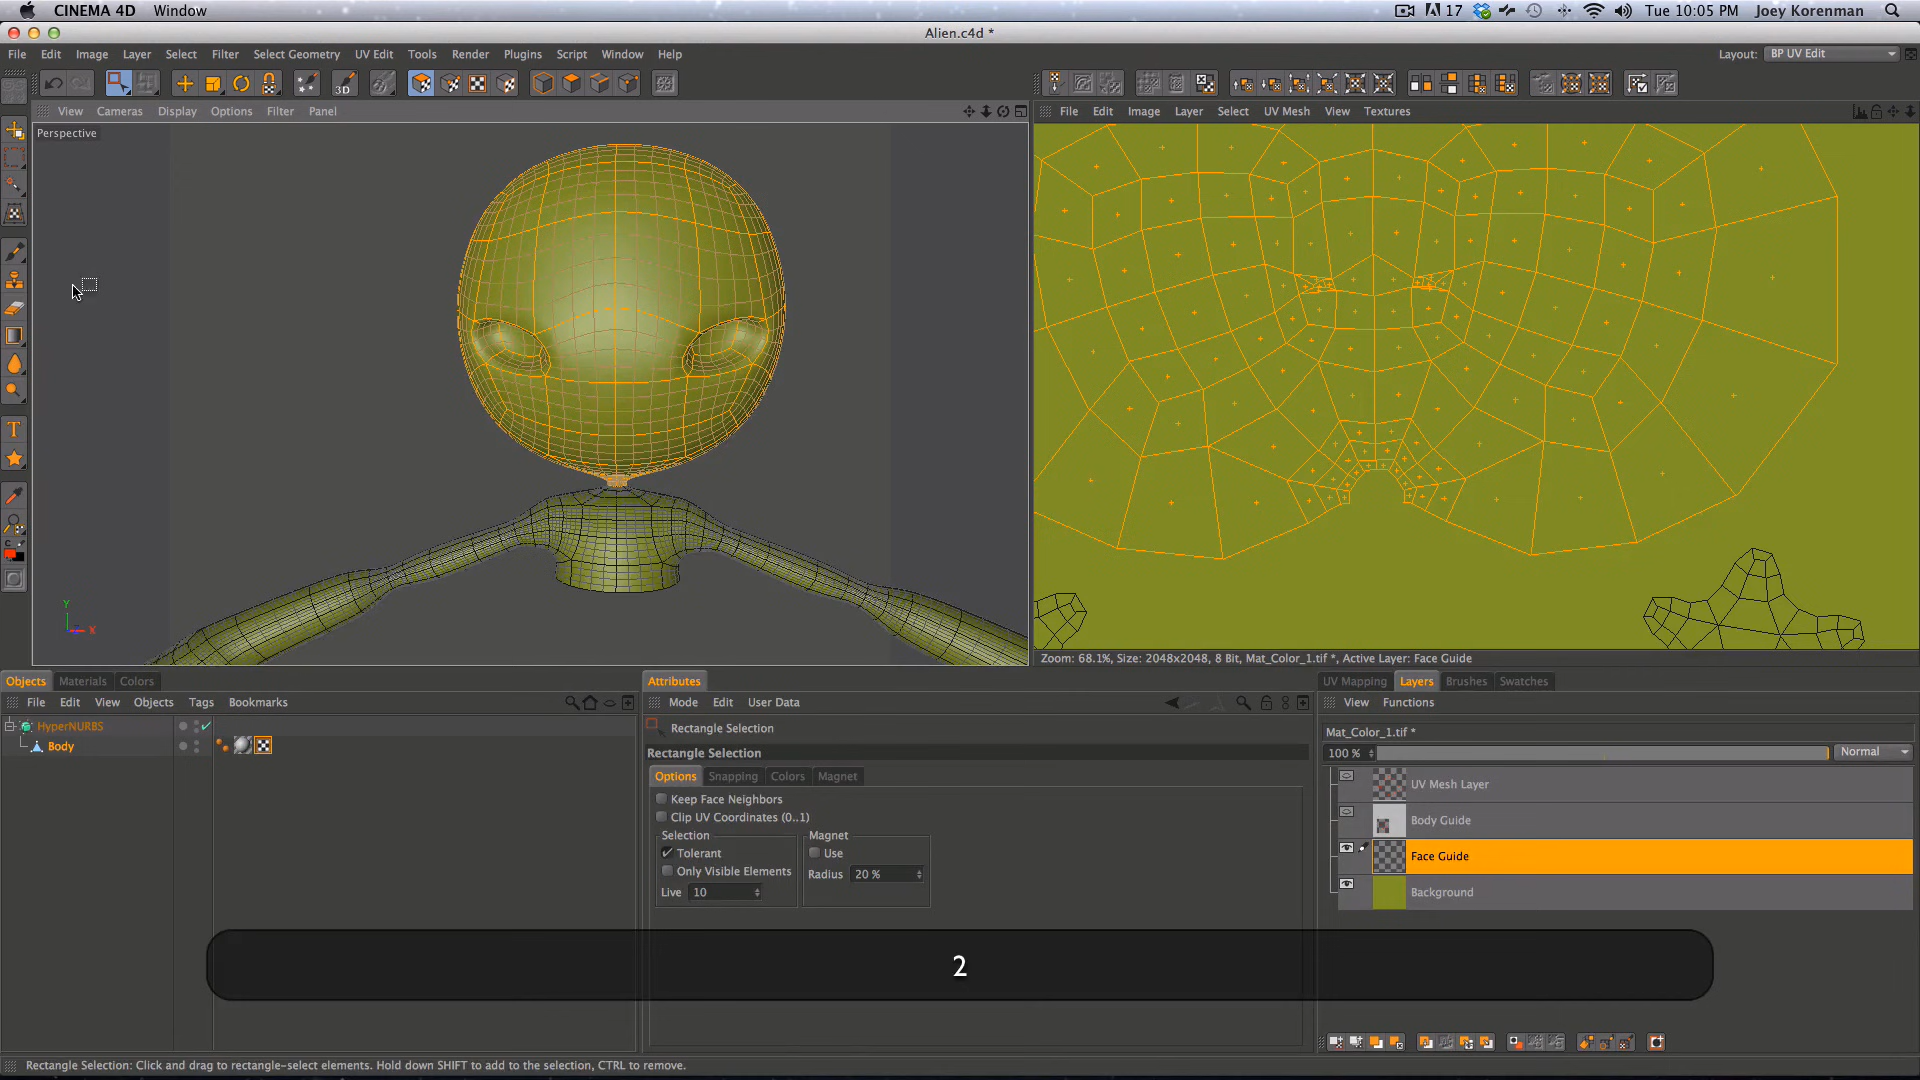 CINEMA 4D Window 17 Tue 10:05 PM Joey Korenman
Alien.c4d *
File Edit Image Layer Select Filter Select Geometry UV Edit Tools Render Plugins Script Window Help Layout: BP UV Edit
3D
View Cameras Display Options Filter Panel
File Edit Image Layer Select UV Mesh View Textures
Perspective
Y
X
Zoom: 68.1%, Size: 2048x2048, 8 Bit, Mat_Color_1.tif *, Active Layer: Face Guide
Objects Materials Colors
Attributes
UV Mapping Layers Brushes Swatches
File Edit View Objects Tags Bookmarks
Mode Edit User Data
View Functions
HyperNURBS
Body
Rectangle Selection
Rectangle Selection
Options Snapping Colors Magnet
Keep Face Neighbors
Clip UV Coordinates (0..1)
Selection
Tolerant
Only Visible Elements
Live 10
Magnet
Use
Radius 20 %
Mat_Color_1.tif *
100 % Normal
UV Mesh Layer
Body Guide
Face Guide
Background
2
Rectangle Selection: Click and drag to rectangle-select elements. Hold down SHIFT to add to the selection, CTRL to remove.